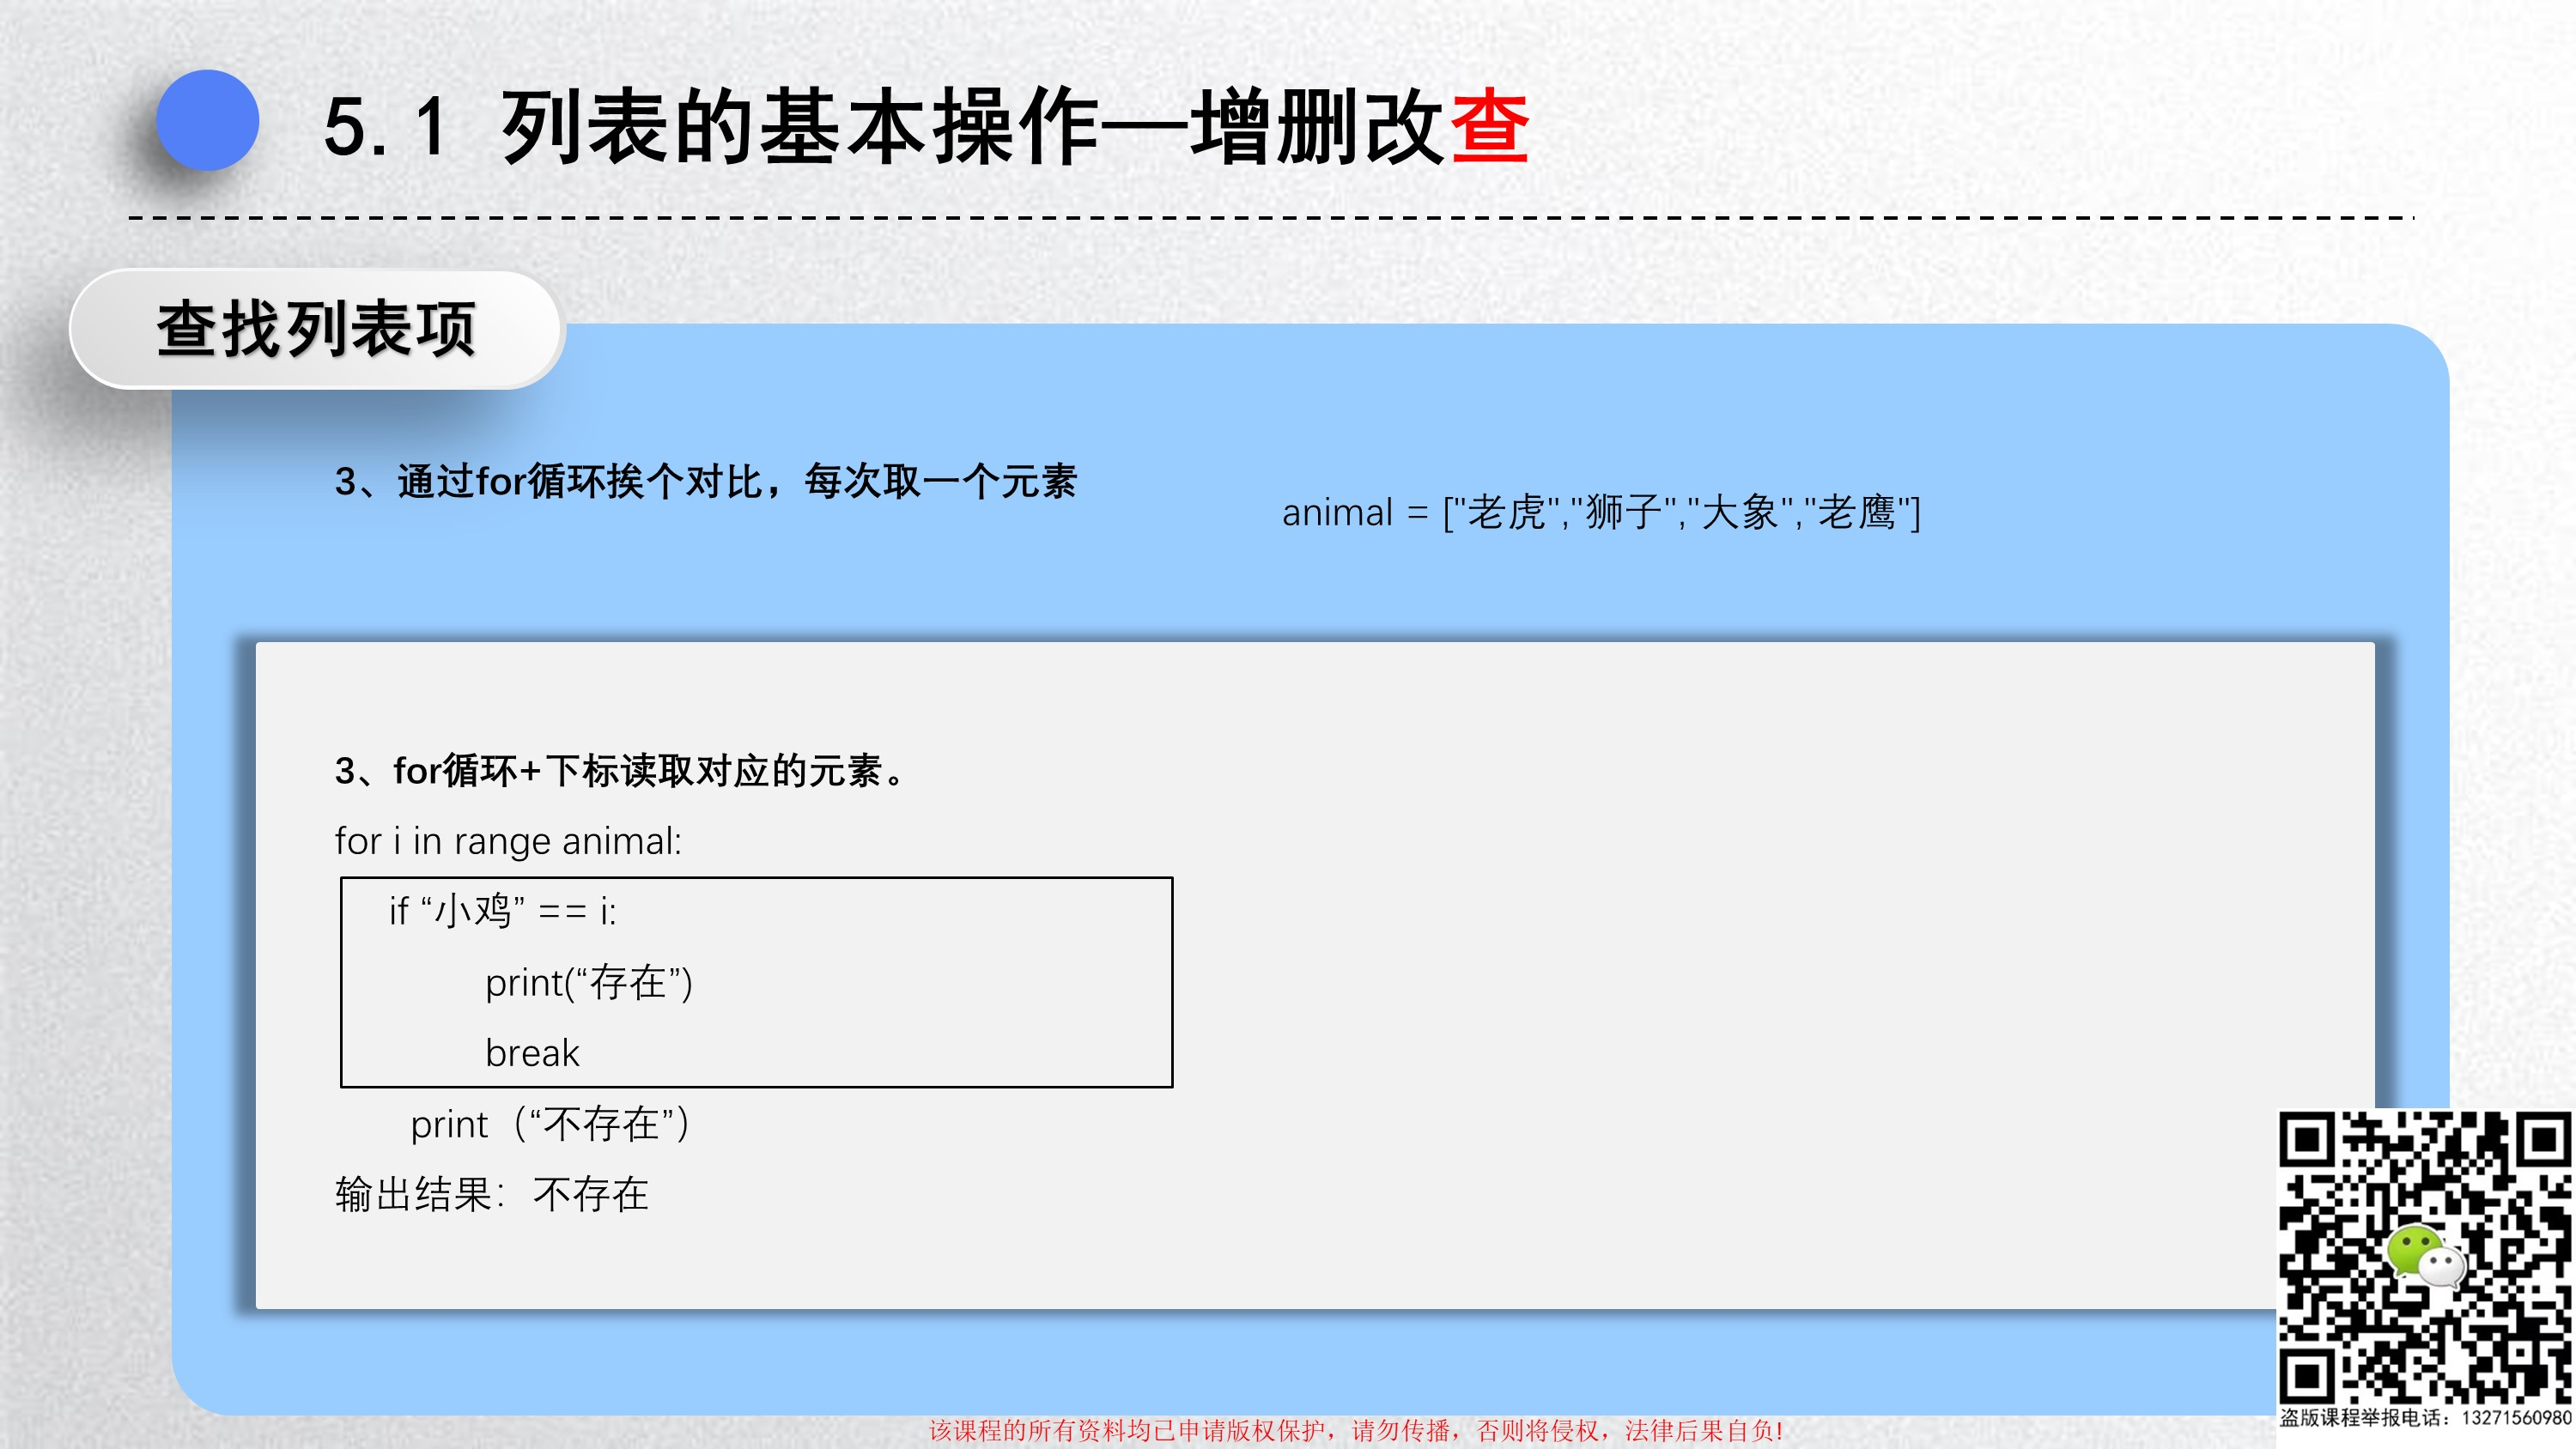 5.1 列表的基本操作—增删改查
查找列表项
3、通过for循环挨个对比，每次取一个元素
animal = ["老虎","狮子","大象","老鹰"]
3、for循环+下标读取对应的元素。
for i in range animal:
if “小鸡” == i:
print(“存在”)
break
print（“不存在”）
输出结果：不存在
盗版课程举报电话：13271560980
该课程的所有资料均已申请版权保护，请勿传播，否则将侵权，法律后果自负!